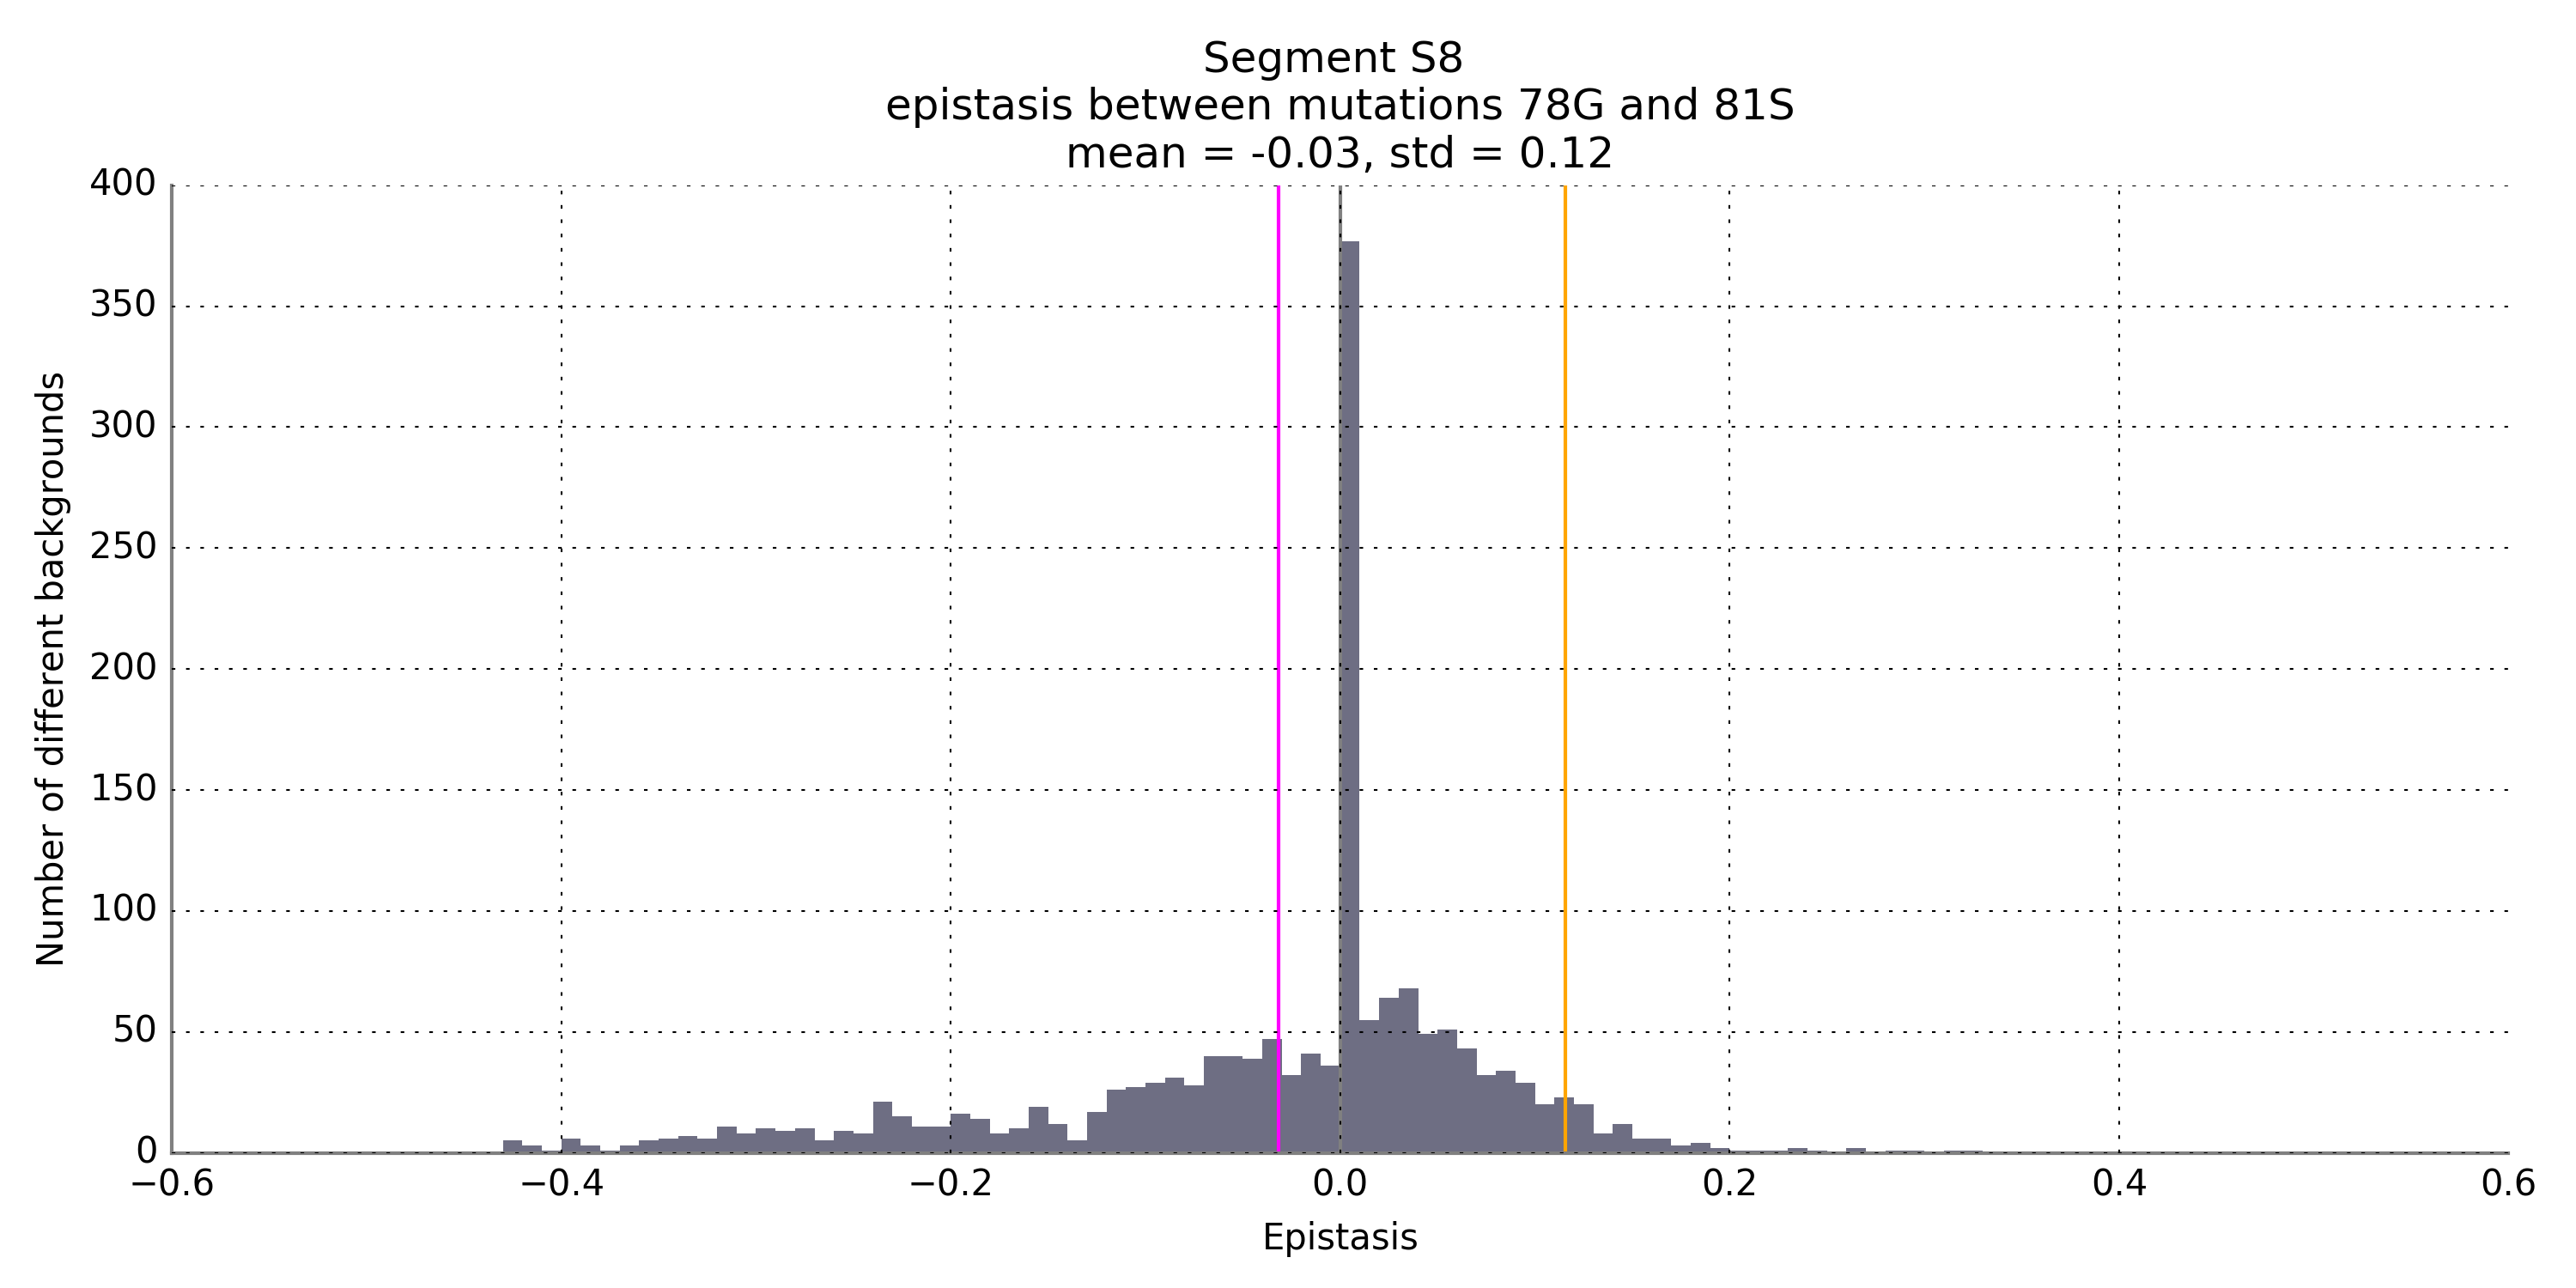 Segment S8
epistasis between mutations 78G and 81S
mean = -0.03, std = 0.12
400
350
300
250
200
150
100
50
0
Number of different backgrounds
−0.6 −0.4 −0.2 0.0 0.2 0.4 0.6
Epistasis